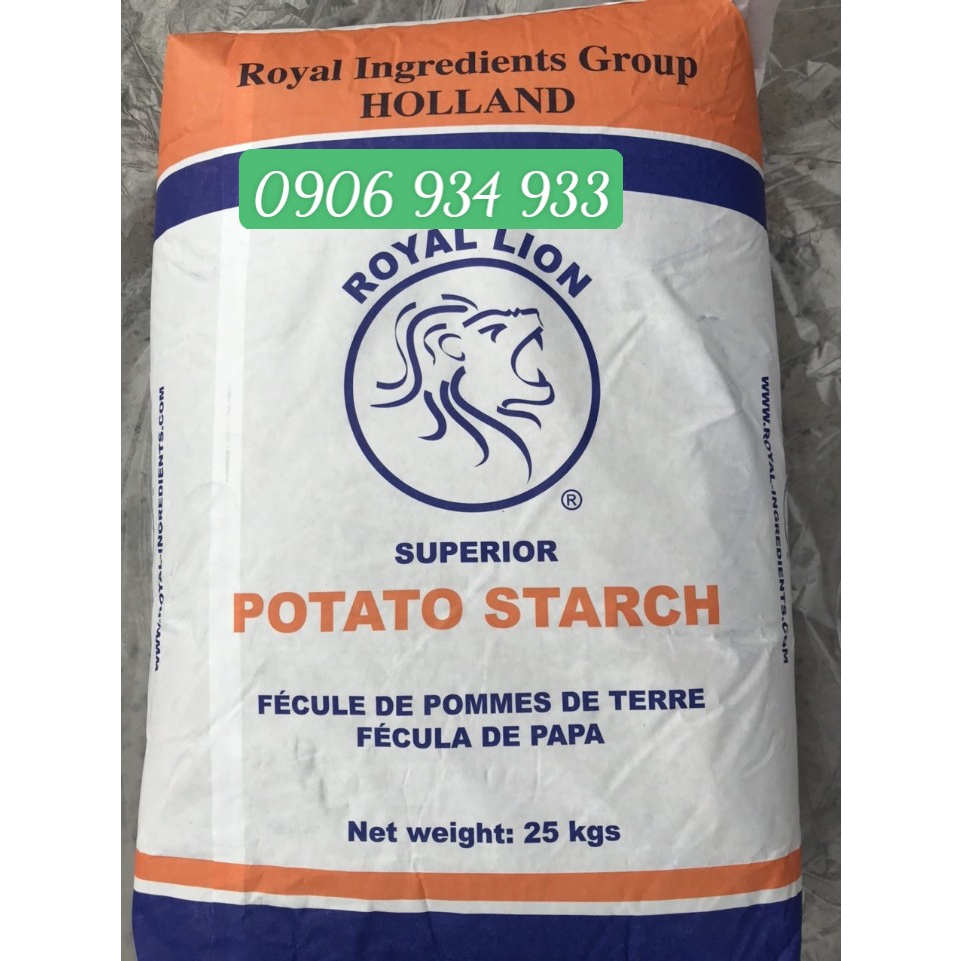 Royal Ingredients Group
HOLLAND
0906 934 933
ROYAL LION
®
SUPERIOR
POTATO STARCH
FÉCULE DE POMMES DE TERRE
FÉCULA DE PAPA
Net weight: 25 kgs
WWW.ROYAL-INGREDIENTS.COM
WWW.ROYAL-INGREDIENTS.COM